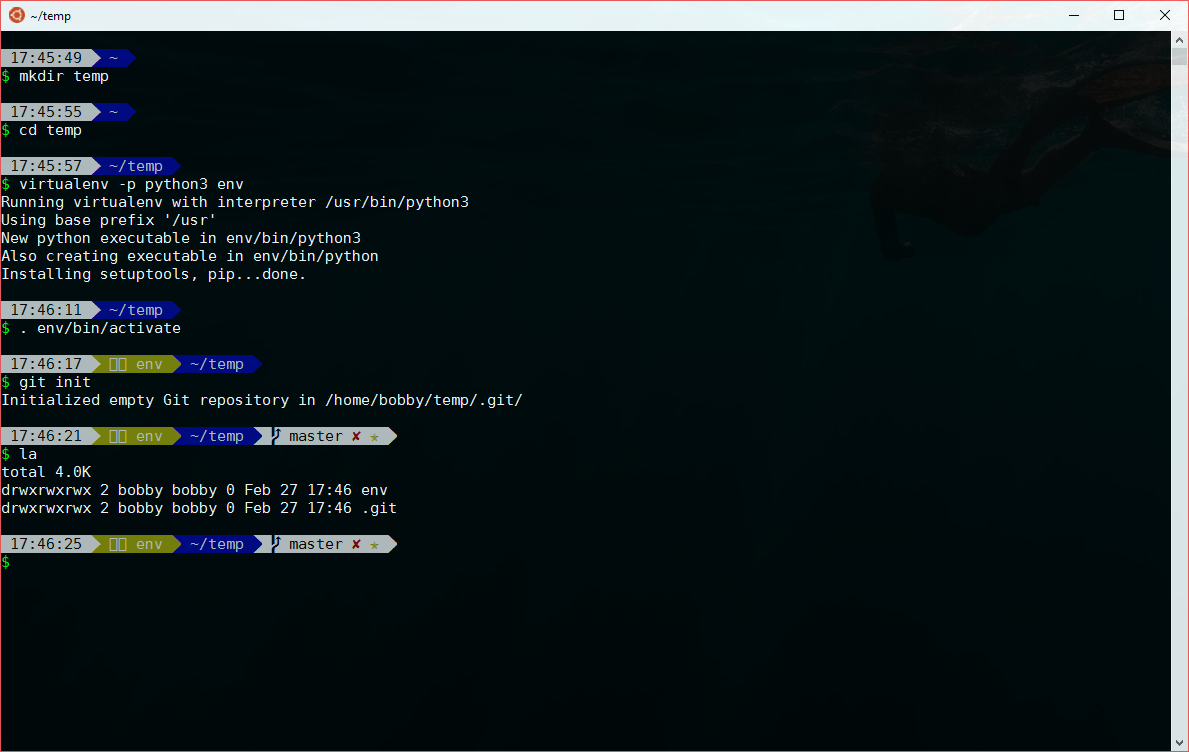 ~/temp
17:45:49 ~
$ mkdir temp
17:45:55 ~
$ cd temp
17:45:57 ~/temp
$ virtualenv -p python3 env
Running virtualenv with interpreter /usr/bin/python3
Using base prefix '/usr'
New python executable in env/bin/python3
Also creating executable in env/bin/python
Installing setuptools, pip...done.
17:46:11 ~/temp
$ . env/bin/activate
17:46:17 env ~/temp
$ git init
Initialized empty Git repository in /home/bobby/temp/.git/
17:46:21 env ~/temp master ✘ ★
$ la
total 4.0K
drwxrwxrwx 2 bobby bobby 0 Feb 27 17:46 env
drwxrwxrwx 2 bobby bobby 0 Feb 27 17:46 .git
17:46:25 env ~/temp master ✘ ★
$